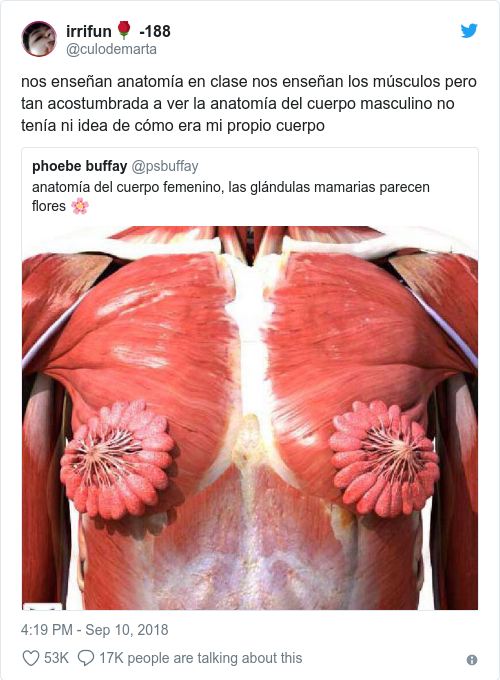 irrifun🌹 -188
@culodemarta
nos enseñan anatomía en clase nos enseñan los músculos pero
tan acostumbrada a ver la anatomía del cuerpo masculino no
tenía ni idea de cómo era mi propio cuerpo
phoebe buffay @psbuffay
anatomía del cuerpo femenino, las glándulas mamarias parecen
flores 🌸
4:19 PM - Sep 10, 2018
53K 17K people are talking about this